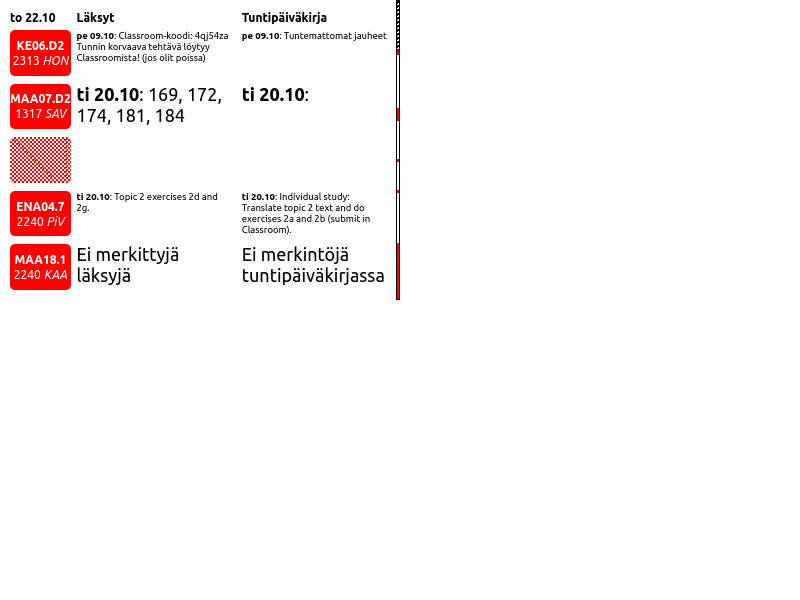 to 22.10 Läksyt Tuntipäiväkirja
KE06.D2
2313 HON
pe 09.10: Classroom-koodi: 4qj54za
Tunnin korvaava tehtävä löytyy
Classroomista! (jos olit poissa)
pe 09.10: Tuntemattomat jauheet
MAA07.D2
1317 SAV
ti 20.10: 169, 172,
174, 181, 184
ti 20.10:
ENA04.7
2240 PiV
ti 20.10: Topic 2 exercises 2d and
2g.
ti 20.10: Individual study:
Translate topic 2 text and do
exercises 2a and 2b (submit in
Classroom).
MAA18.1
2240 KAA
Ei merkittyjä
läksyjä
Ei merkintöjä
tuntipäiväkirjassa